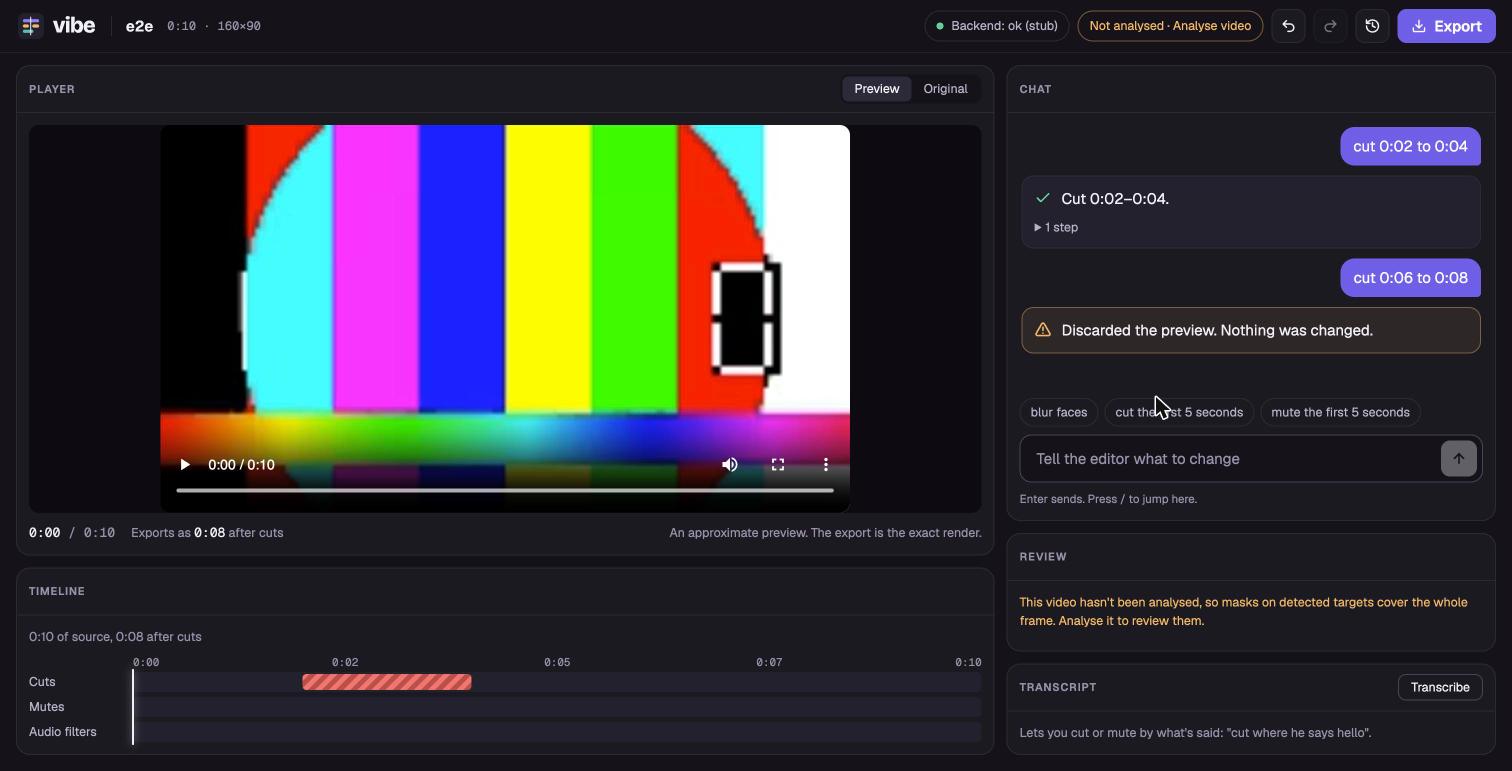 vibe
e2e
0:10 · 160×90
Backend: ok (stub)
Not analysed · Analyse video
Export
PLAYER
Preview
Original
0:00 / 0:10
0:00 / 0:10 Exports as 0:08 after cuts
An approximate preview. The export is the exact render.
TIMELINE
0:10 of source, 0:08 after cuts
0:00 0:02 0:05 0:07 0:10
Cuts
Mutes
Audio filters
CHAT
cut 0:02 to 0:04
Cut 0:02–0:04.
1 step
cut 0:06 to 0:08
Discarded the preview. Nothing was changed.
blur faces
cut the first 5 seconds
mute the first 5 seconds
Tell the editor what to change
Enter sends. Press / to jump here.
REVIEW
This video hasn't been analysed, so masks on detected targets cover the whole
frame. Analyse it to review them.
TRANSCRIPT
Transcribe
Lets you cut or mute by what's said: "cut where he says hello".